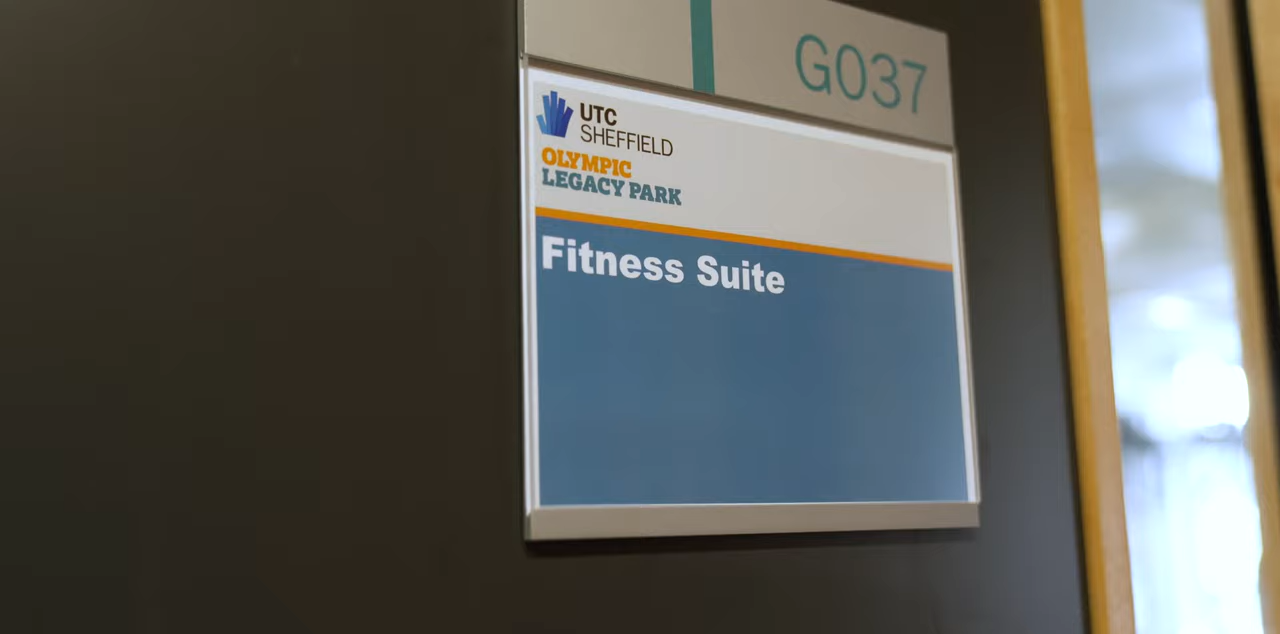 G037
UTC
SHEFFIELD
OLYMPIC
LEGACY PARK
Fitness Suite